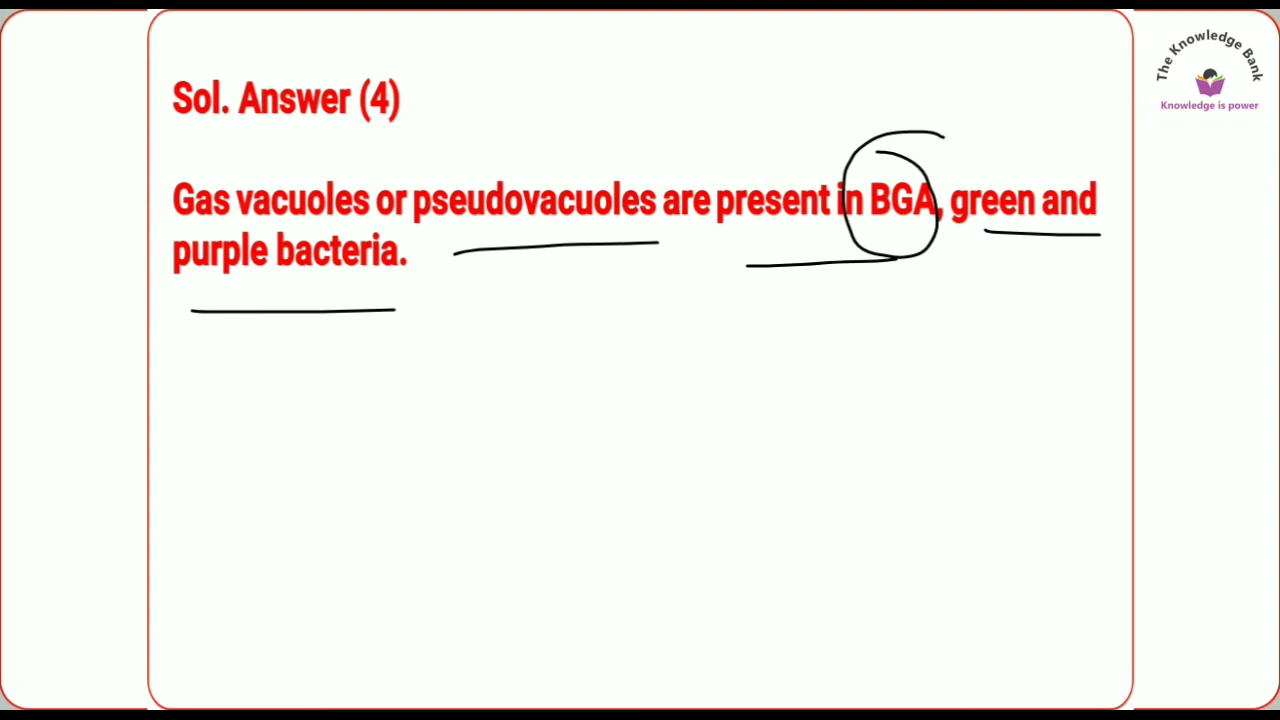 Sol. Answer (4)
Gas vacuoles or pseudovacuoles are present in BGA, green and
purple bacteria.
The Knowledge Bank
Knowledge is power